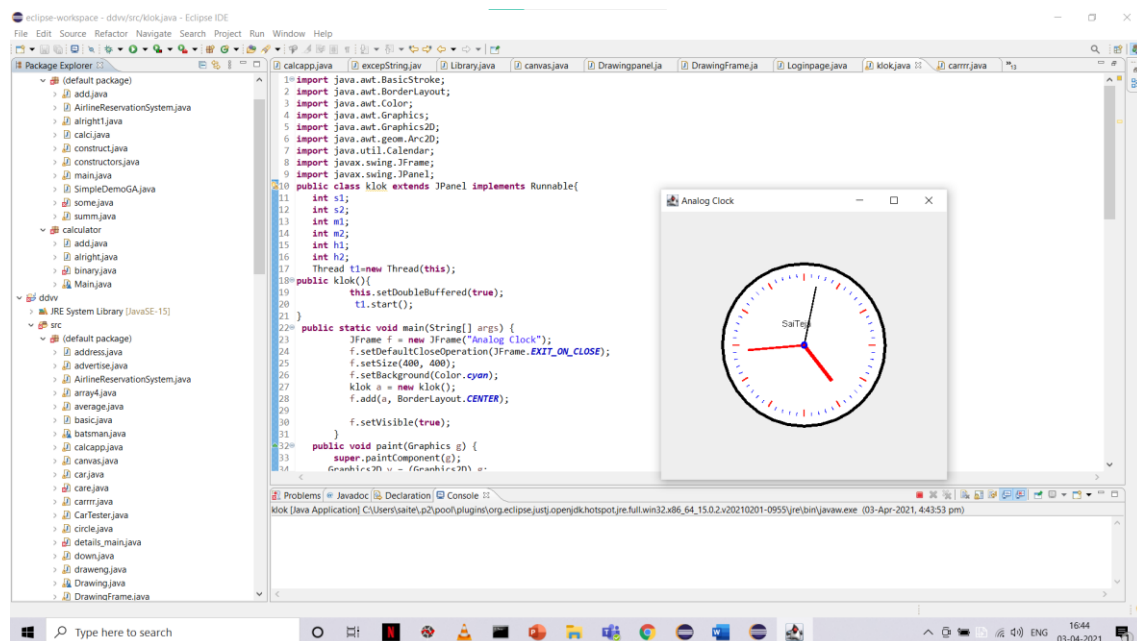 eclipse-workspace - ddvv/src/klok.java - Eclipse IDE
File Edit Source Refactor Navigate Search Project Run Window Help
Package Explorer
(default package)
add.java
AirlineReservationSystem.java
alright1.java
calci.java
construct.java
constructors.java
main.java
SimpleDemoGA.java
some.java
summ.java
calculator
add.java
alright.java
binary.java
Main.java
ddvv
JRE System Library [JavaSE-15]
src
(default package)
address.java
advertise.java
AirlineReservationSystem.java
array4.java
average.java
basic.java
batsman.java
calcapp.java
canvas.java
car.java
care.java
carrrr.java
CarTester.java
circle.java
details_main.java
down.java
draweng.java
Drawing.java
DrawingFrame.java
calcapp.java excepString.jav Library.java canvas.java Drawingpanel.ja DrawingFrame.ja Loginpage.java klok.java carrrr.java
1 import java.awt.BasicStroke;
2 import java.awt.BorderLayout;
3 import java.awt.Color;
4 import java.awt.Graphics;
5 import java.awt.Graphics2D;
6 import java.awt.geom.Arc2D;
7 import java.util.Calendar;
8 import javax.swing.JFrame;
9 import javax.swing.JPanel;
10 public class klok extends JPanel implements Runnable{
11 int s1;
12 int s2;
13 int m1;
14 int m2;
15 int h1;
16 int h2;
17 Thread t1=new Thread(this);
18 public klok(){
19 this.setDoubleBuffered(true);
20 t1.start();
21 }
22 public static void main(String[] args) {
23 JFrame f = new JFrame("Analog Clock");
24 f.setDefaultCloseOperation(JFrame.EXIT_ON_CLOSE);
25 f.setSize(400, 400);
26 f.setBackground(Color.cyan);
27 klok a = new klok();
28 f.add(a, BorderLayout.CENTER);
29
30 f.setVisible(true);
31 }
32 public void paint(Graphics g) {
33 super.paintComponent(g);
34 Graphics2D v = (Graphics2D) g;
Analog Clock
SaiTeja
Problems Javadoc Declaration Console
klok [Java Application] C:\Users\saite\.p2\pool\plugins\org.eclipse.justj.openjdk.hotspot.jre.full.win32.x86_64_15.0.2.v20210201-0955\jre\bin\javaw.exe (03-Apr-2021, 4:43:53 pm)
Type here to search
ENG
16:44
03-04-2021